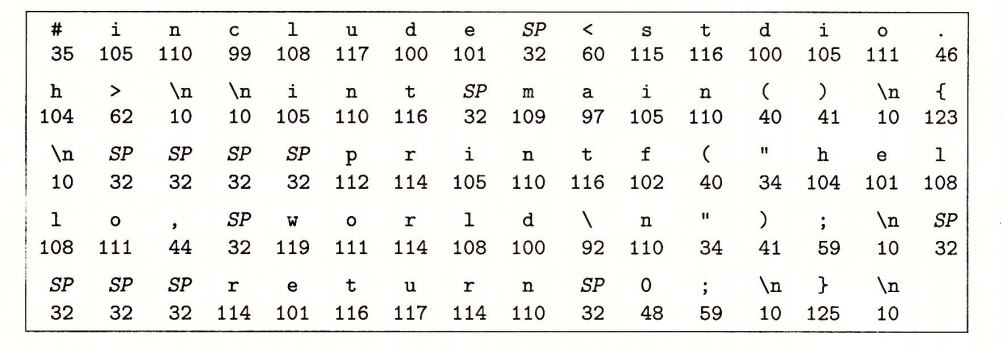 # i n c l u d e SP < s t d i o .
35 105 110 99 108 117 100 101 32 60 115 116 100 105 111 46
h > \n \n i n t SP m a i n ( ) \n {
104 62 10 10 105 110 116 32 109 97 105 110 40 41 10 123
\n SP SP SP SP p r i n t f ( " h e l
10 32 32 32 32 112 114 105 110 116 102 40 34 104 101 108
l o , SP w o r l d \ n " ) ; \n SP
108 111 44 32 119 111 114 108 100 92 110 34 41 59 10 32
SP SP SP r e t u r n SP 0 ; \n } \n
32 32 32 114 101 116 117 114 110 32 48 59 10 125 10